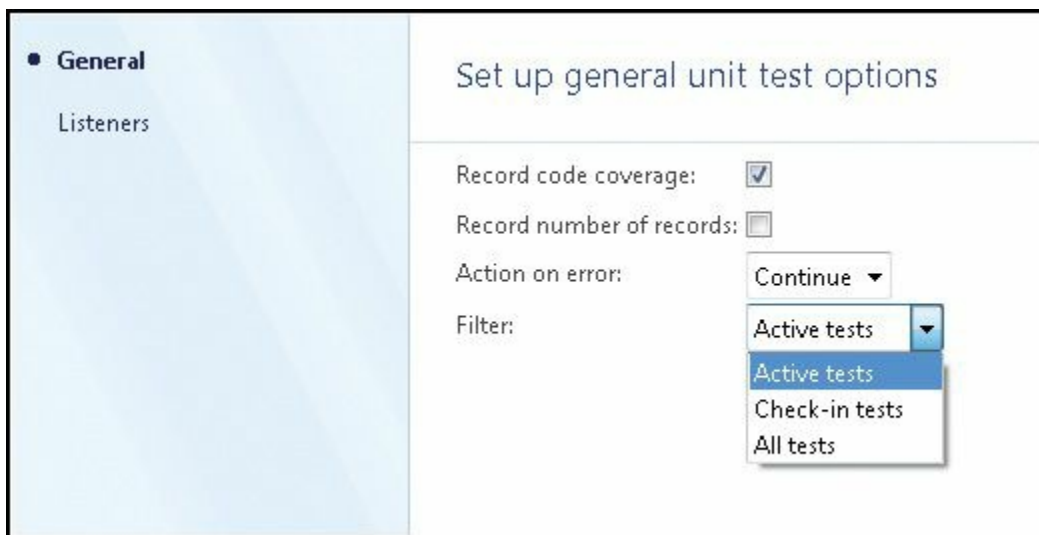 General
Listeners
Set up general unit test options
Record code coverage:
Record number of records:
Action on error: Continue
Filter: Active tests
Active tests
Check-in tests
All tests